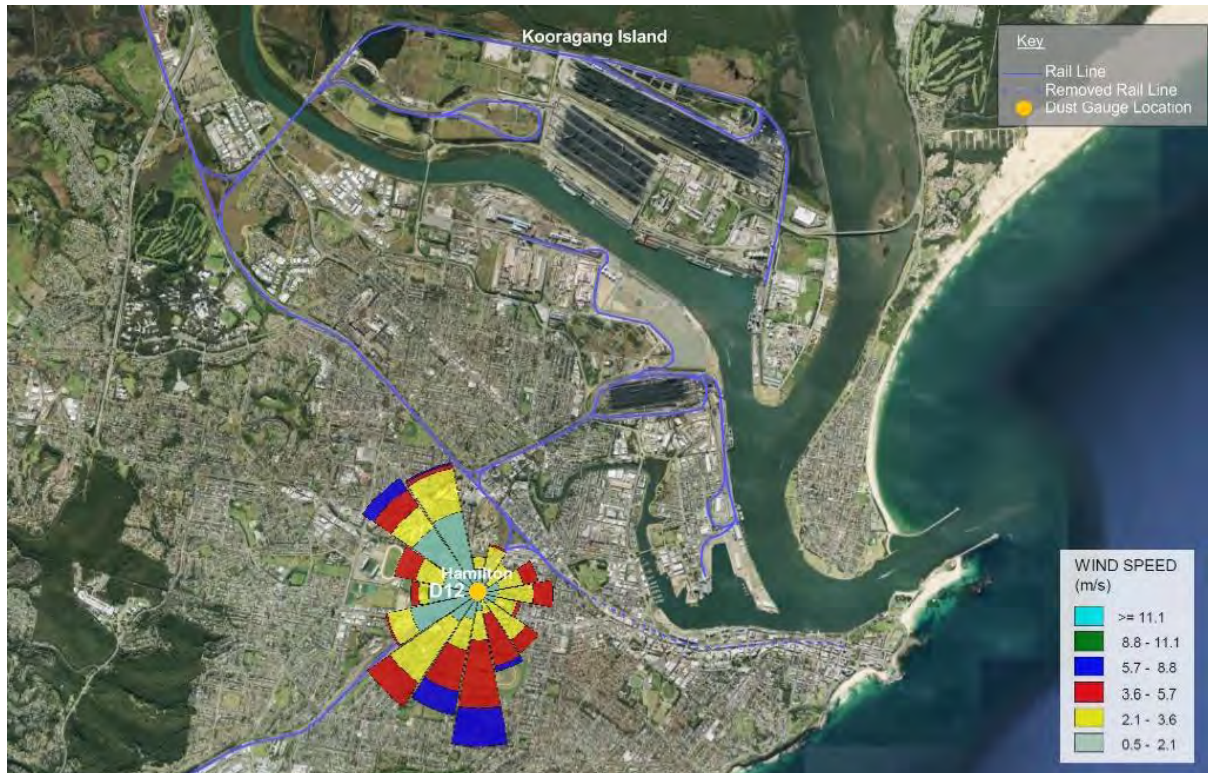 Kooragang Island
Key
Rail Line
Removed Rail Line
Dust Gauge Location
Hamilton
D12
WIND SPEED
(m/s)
>= 11.1
8.8 - 11.1
5.7 - 8.8
3.6 - 5.7
2.1 - 3.6
0.5 - 2.1